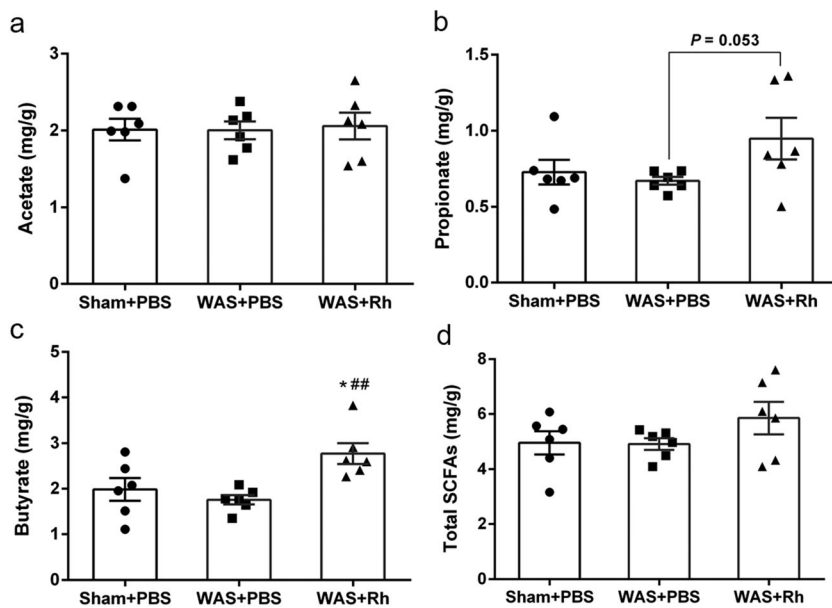 a
Acetate (mg/g)
3
2
1
0
Sham+PBS WAS+PBS WAS+Rh
b
P = 0.053
Propionate (mg/g)
1.5
1.0
0.5
0.0
Sham+PBS WAS+PBS WAS+Rh
c
Butyrate (mg/g)
5
4
3
2
1
0
* ##
Sham+PBS WAS+PBS WAS+Rh
d
Total SCFAs (mg/g)
8
6
4
2
0
Sham+PBS WAS+PBS WAS+Rh